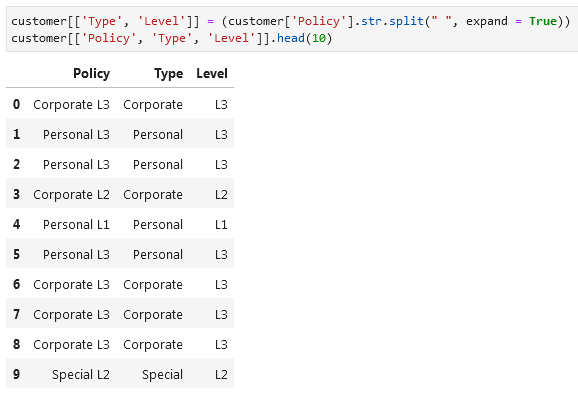 customer[['Type', 'Level']] = (customer['Policy'].str.split(" ", expand = True))
customer[['Policy', 'Type', 'Level']].head(10)
Policy Type Level
0 Corporate L3 Corporate L3
1 Personal L3 Personal L3
2 Personal L3 Personal L3
3 Corporate L2 Corporate L2
4 Personal L1 Personal L1
5 Personal L3 Personal L3
6 Corporate L3 Corporate L3
7 Corporate L3 Corporate L3
8 Corporate L3 Corporate L3
9 Special L2 Special L2